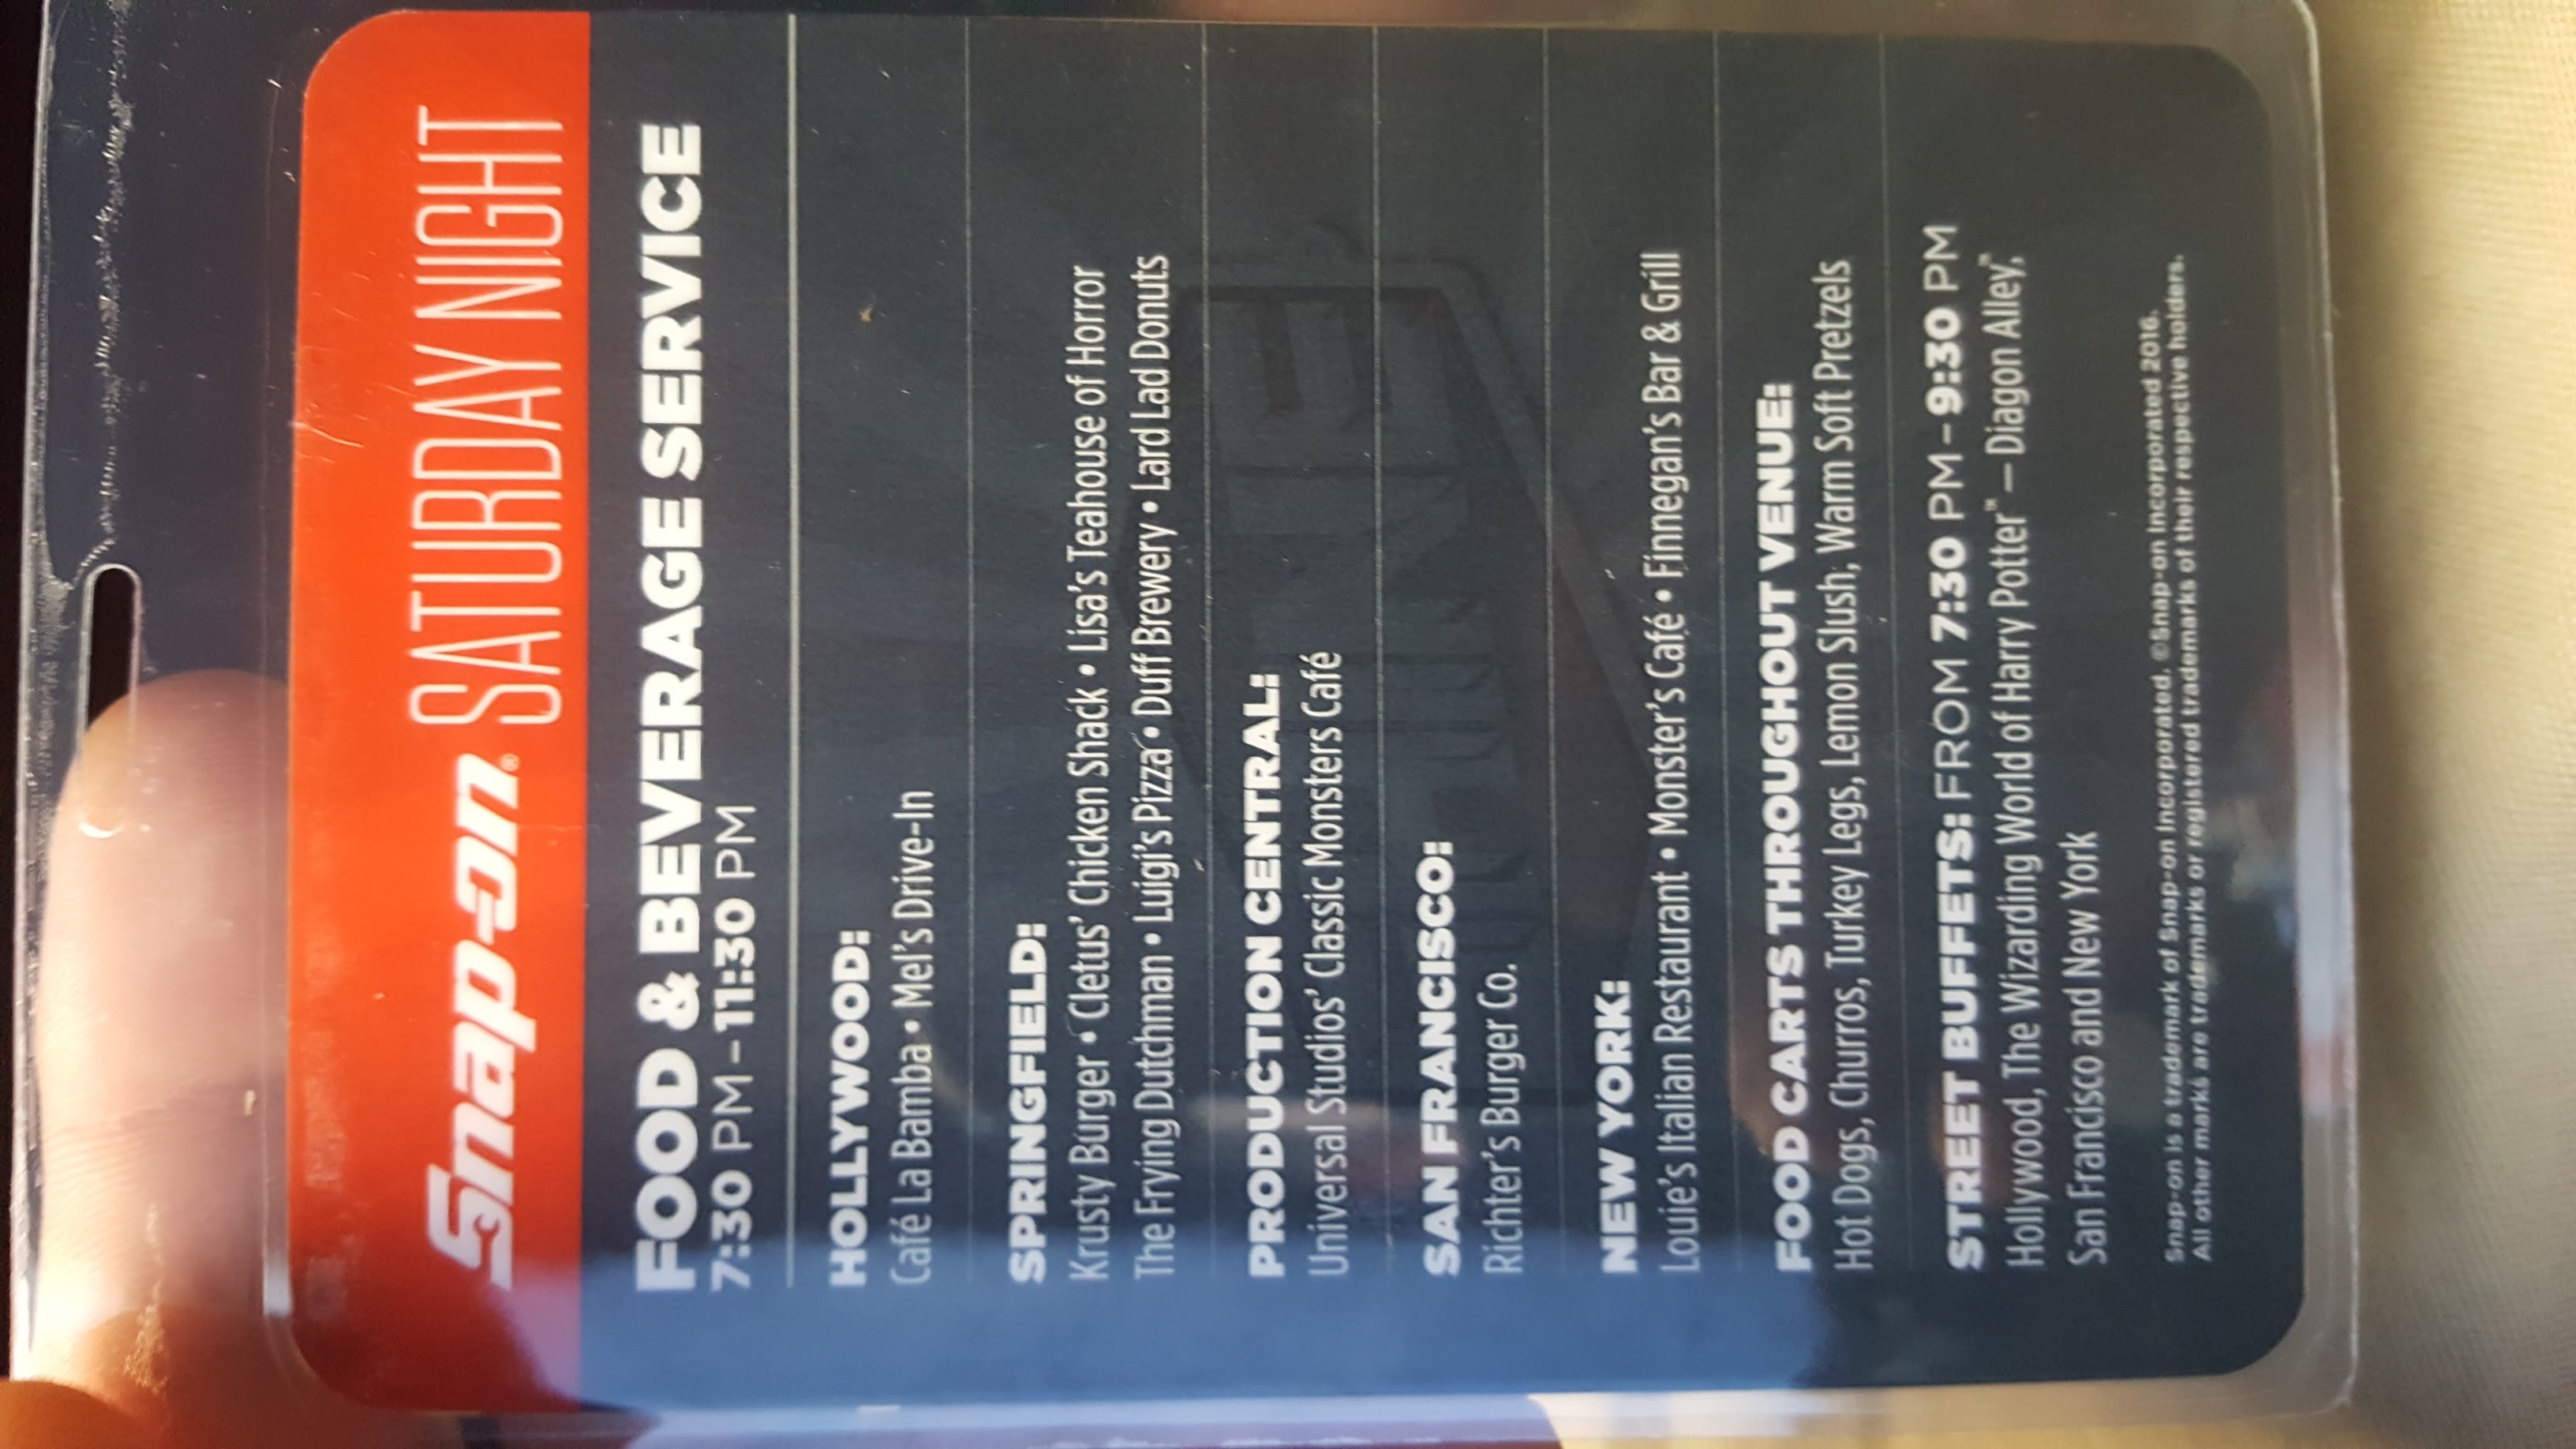 Snap-on® SATURDAY NIGHT
FOOD & BEVERAGE SERVICE
7:30 PM – 11:30 PM
HOLLYWOOD:
Café La Bamba • Mel's Drive-In
SPRINGFIELD:
Krusty Burger • Cletus' Chicken Shack • Lisa's Teahouse of Horror
The Frying Dutchman • Luigi's Pizza • Duff Brewery • Lard Lad Donuts
PRODUCTION CENTRAL:
Universal Studios' Classic Monsters Café
SAN FRANCISCO:
Richter's Burger Co.
NEW YORK:
Louie's Italian Restaurant • Monster's Café • Finnegan's Bar & Grill
FOOD CARTS THROUGHOUT VENUE:
Hot Dogs, Churros, Turkey Legs, Lemon Slush, Warm Soft Pretzels
STREET BUFFETS: FROM 7:30 PM – 9:30 PM
Hollywood, The Wizarding World of Harry Potter™ — Diagon Alley,™
San Francisco and New York
Snap-on is a trademark of Snap-on Incorporated. ©Snap-on Incorporated 2016.
All other marks are trademarks or registered trademarks of their respective holders.